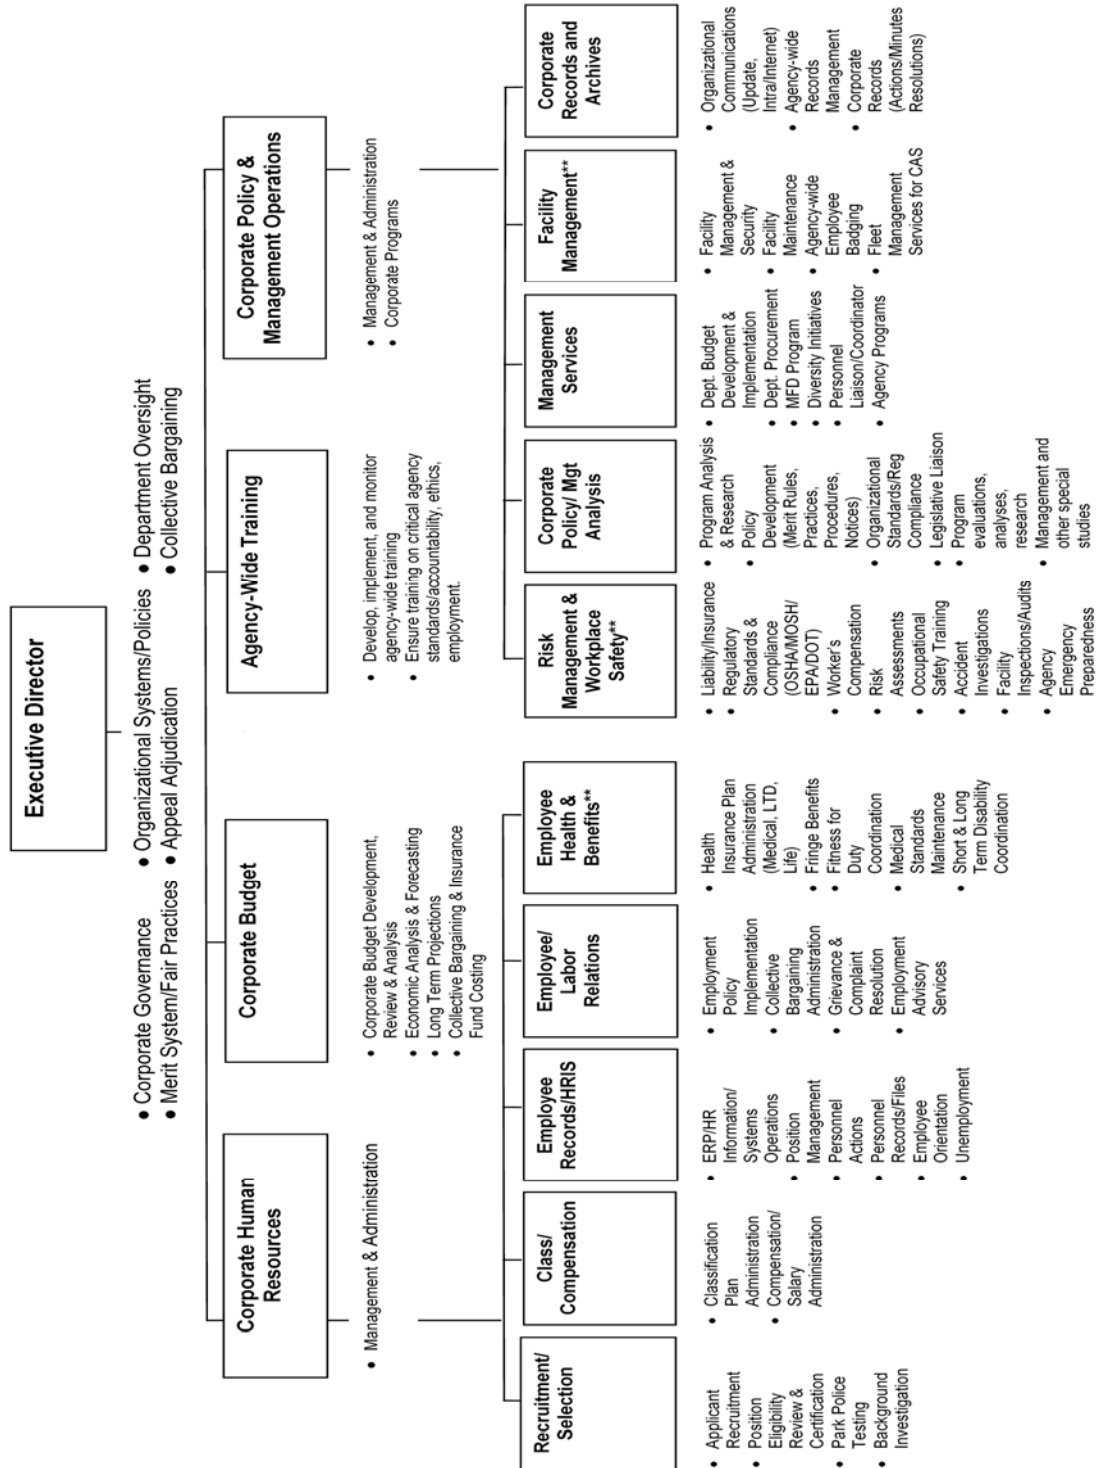 Executive Director
● Corporate Governance
● Merit System/Fair Practices
● Organizational Systems/Policies
● Appeal Adjudication
● Department Oversight
● Collective Bargaining
Corporate Human
Resources
• Management & Administration
Corporate Budget
• Corporate Budget Development,
Review & Analysis
• Economic Analysis & Forecasting
• Long Term Projections
• Collective Bargaining & Insurance
Fund Costing
Agency-Wide Training
• Develop, implement, and monitor
agency-wide training
• Ensure training on critical agency
standards/accountability, ethics,
employment.
Corporate Policy &
Management Operations
• Management & Administration
• Corporate Programs
Recruitment/
Selection
• Applicant
Recruitment
• Position
Eligibility
Review &
Certification
• Park Police
Testing
• Background
Investigation
Class/
Compensation
• Classification
Plan
Administration
• Compensation/
Salary
Administration
Employee
Records/HRIS
• ERP/HR
Information/
Systems
Operations
• Position
Management
• Personnel
Actions
• Personnel
Records/Files
• Employee
Orientation
• Unemployment
Employee/
Labor
Relations
• Employment
Policy
Implementation
• Collective
Bargaining
Administration
• Grievance &
Complaint
Resolution
• Employment
Advisory
Services
Employee
Health &
Benefits**
• Health
Insurance Plan
Administration
(Medical, LTD,
Life)
• Fringe Benefits
• Fitness for
Duty
Coordination
• Medical
Standards
Maintenance
• Short & Long
Term Disability
Coordination
Risk
Management &
Workplace
Safety**
• Liability/Insurance
• Regulatory
Standards &
Compliance
(OSHA/MOSH/
EPA/DOT)
• Worker's
Compensation
• Risk
Assessments
• Occupational
Safety Training
• Accident
Investigations
• Facility
Inspections/Audits
• Agency
Emergency
Preparedness
Corporate
Policy/ Mgt
Analysis
• Program Analysis
& Research
• Policy
Development
(Merit Rules,
Practices,
Procedures,
Notices)
• Organizational
Standards/Reg
Compliance
• Legislative Liaison
• Program
evaluations,
analyses,
research
• Management and
other special
studies
Management
Services
• Dept. Budget
Development &
Implementation
• Dept. Procurement
• MFD Program
• Diversity Initiatives
• Personnel
Liaison/Coordinator
• Agency Programs
Facility
Management**
• Facility
Management &
Security
• Facility
Maintenance
• Agency-wide
Employee
Badging
• Fleet
Management
Services for CAS
Corporate
Records and
Archives
• Organizational
Communications
(Update,
Intra/Internet)
• Agency-wide
Records
Management
• Corporate
Records
(Actions/Minutes
Resolutions)